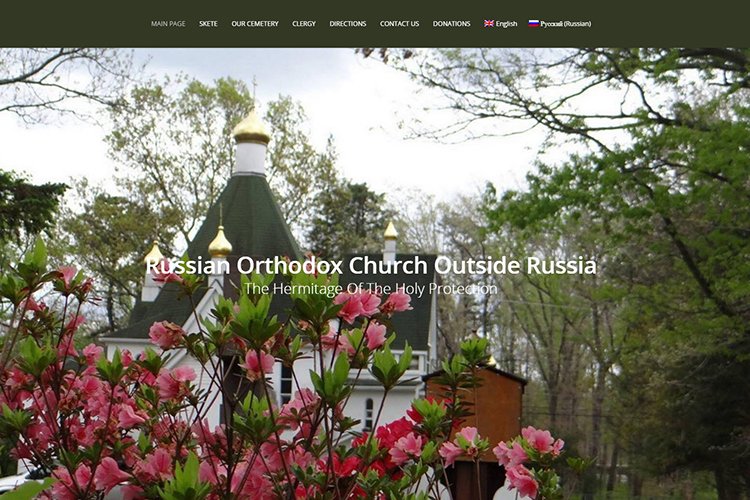 MAIN PAGE SKETE OUR CEMETERY CLERGY DIRECTIONS CONTACT US DONATIONS English Русский (Russian)
Russian Orthodox Church Outside Russia
The Hermitage Of The Holy Protection